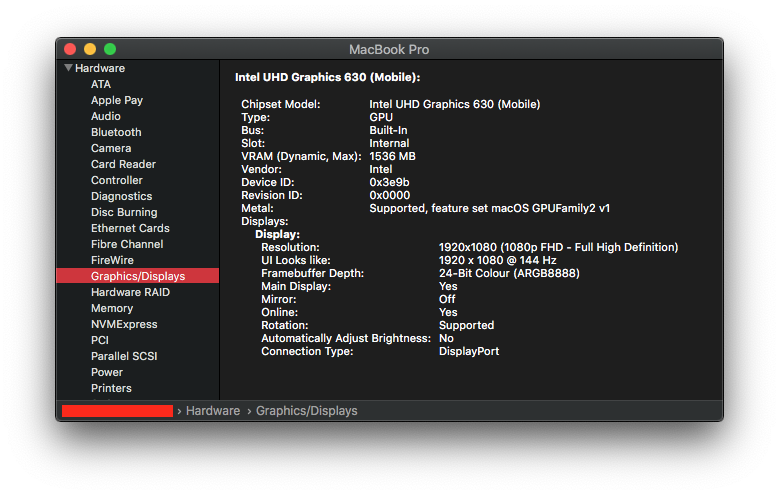 MacBook Pro
Hardware
ATA
Apple Pay
Audio
Bluetooth
Camera
Card Reader
Controller
Diagnostics
Disc Burning
Ethernet Cards
Fibre Channel
FireWire
Graphics/Displays
Hardware RAID
Memory
NVMExpress
PCI
Parallel SCSI
Power
Printers
Intel UHD Graphics 630 (Mobile):
Chipset Model: Intel UHD Graphics 630 (Mobile)
Type: GPU
Bus: Built-In
Slot: Internal
VRAM (Dynamic, Max): 1536 MB
Vendor: Intel
Device ID: 0x3e9b
Revision ID: 0x0000
Metal: Supported, feature set macOS GPUFamily2 v1
Displays:
Display:
Resolution: 1920x1080 (1080p FHD - Full High Definition)
UI Looks like: 1920 x 1080 @ 144 Hz
Framebuffer Depth: 24-Bit Colour (ARGB8888)
Main Display: Yes
Mirror: Off
Online: Yes
Rotation: Supported
Automatically Adjust Brightness: No
Connection Type: DisplayPort
› Hardware › Graphics/Displays